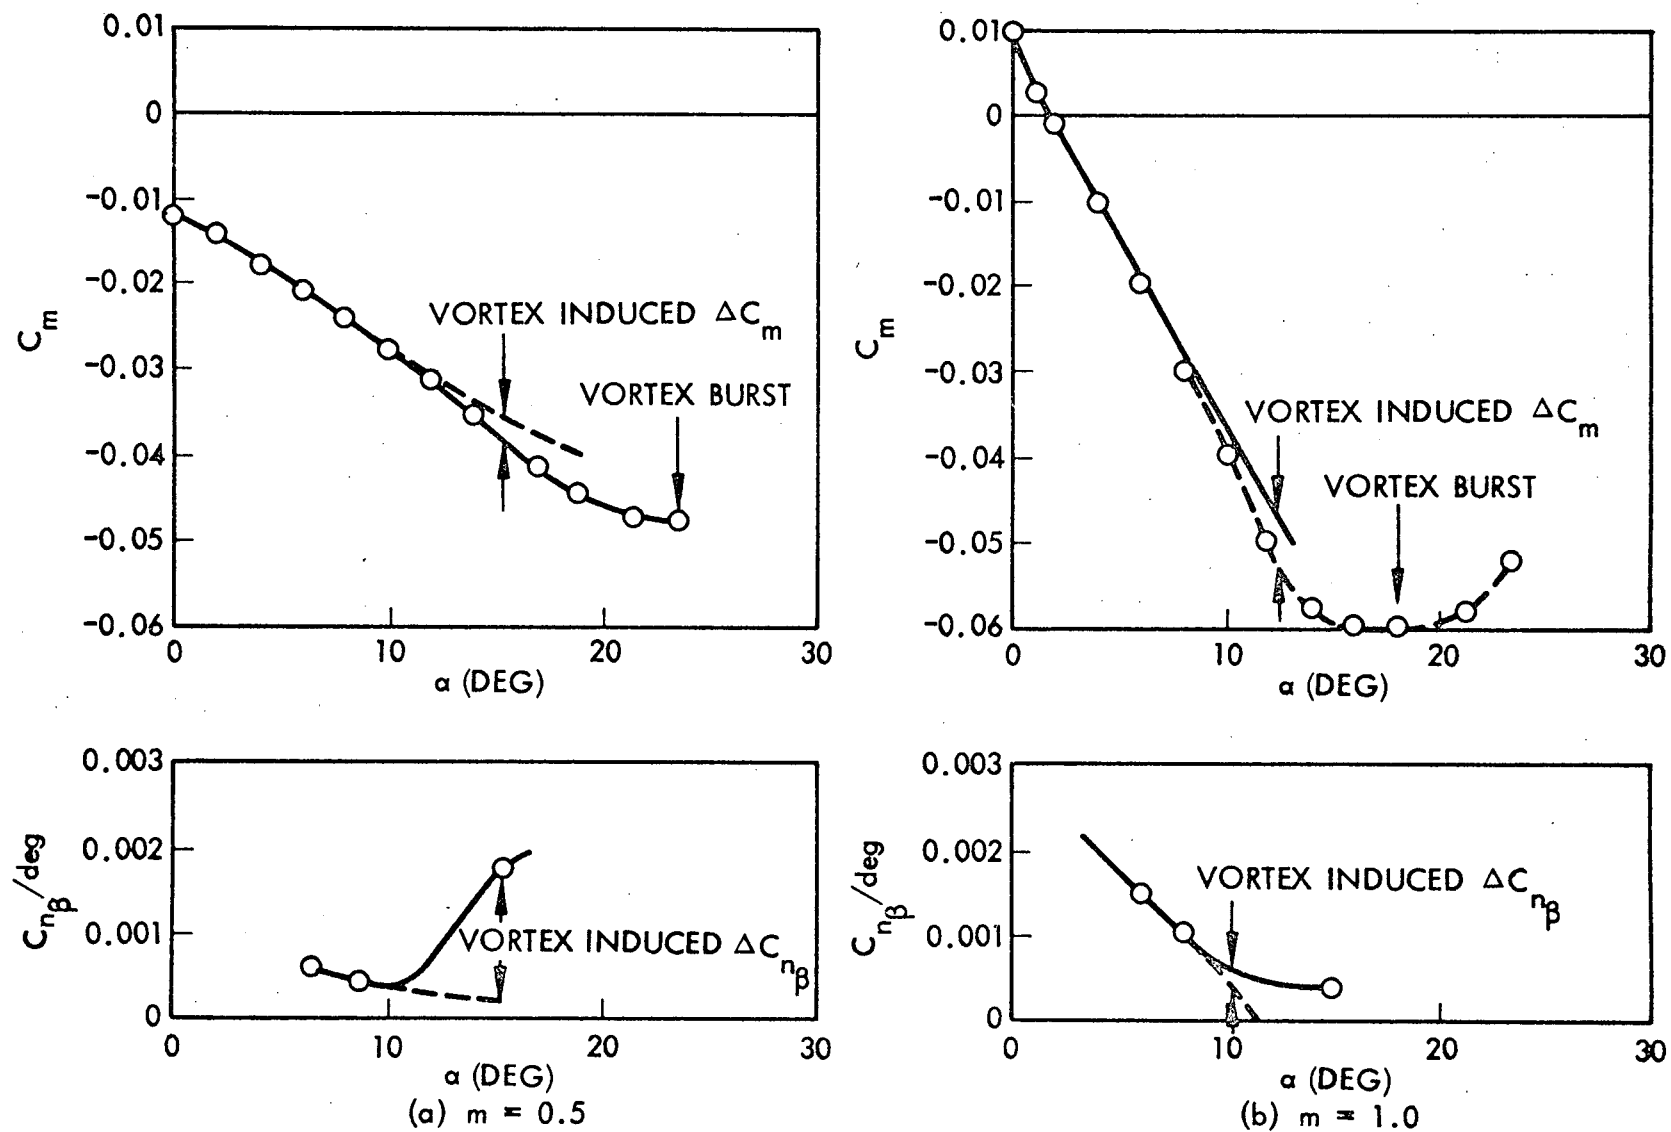 0.01
0
-0.01
-0.02
-0.03
-0.04
-0.05
-0.06
C_m
VORTEX INDUCED ΔC_m
VORTEX BURST
0 10 20 30
α (DEG)
0.01
0
-0.01
-0.02
-0.03
-0.04
-0.05
-0.06
C_m
VORTEX INDUCED ΔC_m
VORTEX BURST
0 10 20 30
α (DEG)
0.003
0.002
0.001
0
C_nβ/deg
VORTEX INDUCED ΔC_nβ
0 10 20 30
α (DEG)
(a) m = 0.5
0.003
0.002
0.001
0
C_nβ/deg
VORTEX INDUCED ΔC_nβ
0 10 20 30
α (DEG)
(b) m = 1.0